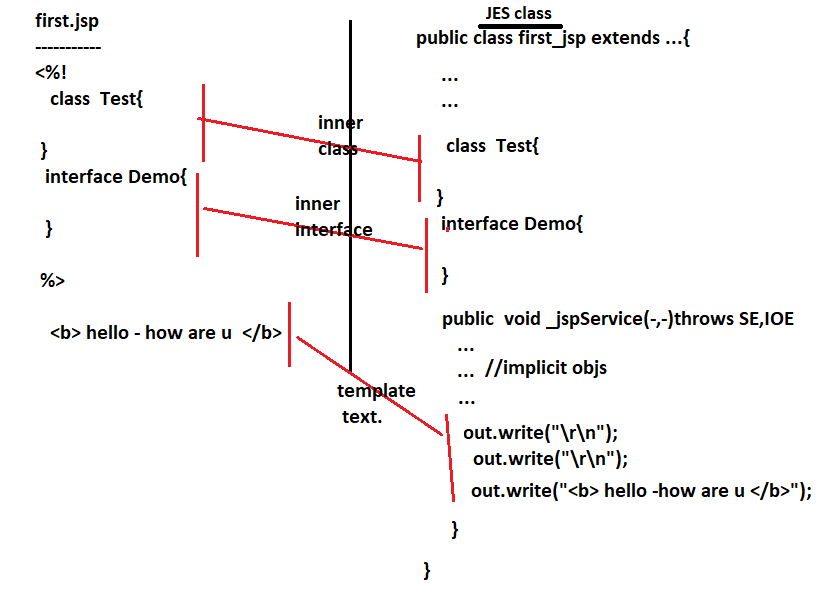 first.jsp
-----------
<%!
class Test{
}
interface Demo{
}
%>
<b> hello - how are u </b>
inner
class
inner
interface
template
text.
JES class
public class first_jsp extends ...{
...
...
class Test{
}
interface Demo{
}
public void _jspService(-,-)throws SE,IOE
...
... //implicit objs
...
out.write("\r\n");
out.write("\r\n");
out.write("<b> hello -how are u </b>");
}
}